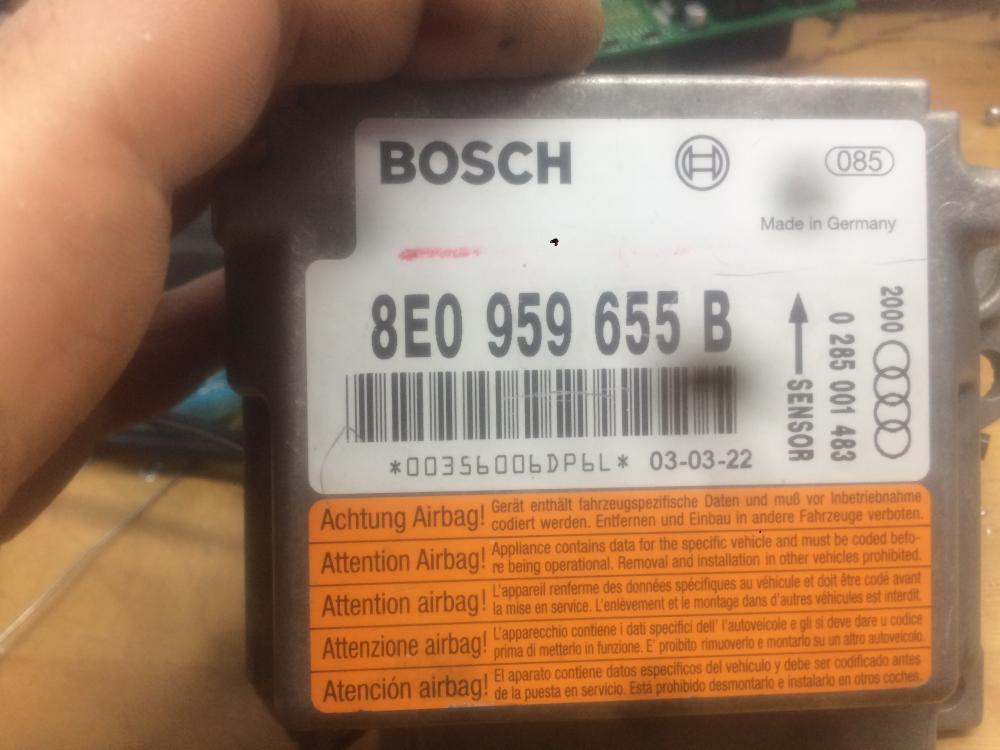 BOSCH
085
Made in Germany
8E0 959 655 B
*00356006DP6L* 03-03-22
SENSOR
0 285 001 483
2000
Achtung Airbag! Gerät enthält fahrzeugspezifische Daten und muß vor Inbetriebnahme
codiert werden. Entfernen und Einbau in andere Fahrzeuge verboten.
Attention Airbag! Appliance contains data for the specific vehicle and must be coded befo-
re being operational. Removal and installation in other vehicles prohibited.
Attention airbag! L'appareil renferme des données spécifiques au véhicule et doit être codé avant
la mise en service. L'enlèvement et le montage dans d'autres véhicules est interdit.
Attenzione airbag! L'apparecchio contiene i dati specifici dell' l'autoveicole e gli si deve dare u codice
prima di metterlo in funzione. E' proibito rimuoverlo e montarlo su un altro autoveicolo.
Atención airbag! El aparato contiene datos especificos del vehiculo y debe ser codificado antes
de la puesta en servicio. Está prohibido desmontarlo e instalarlo en otros coches.